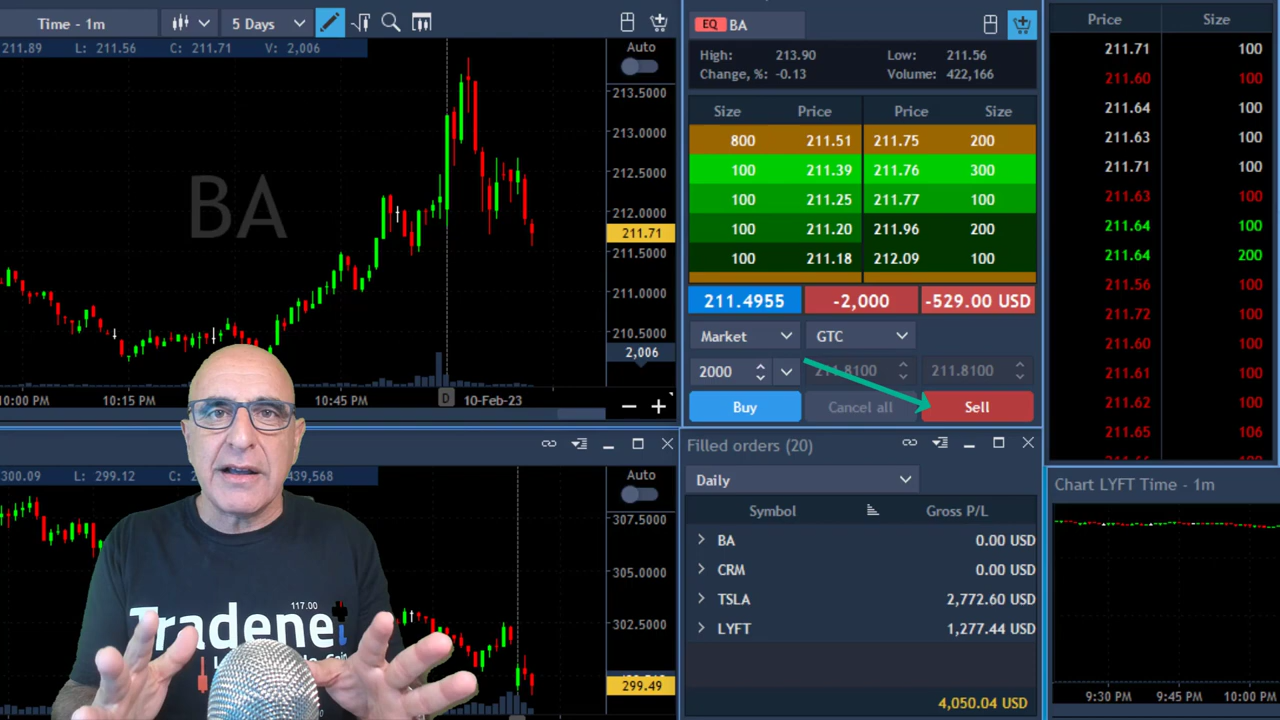 Time - 1m
5 Days
211.89 L: 211.56 C: 211.71 V: 2,006
BA
Auto
213.5000
213.0000
212.5000
212.0000
211.71
211.5000
211.0000
210.5000
2,006
10:00 PM 10:15 PM 10:45 PM D 10-Feb-23
EQ BA
High: 213.90 Low: 211.56
Change, %: -0.13 Volume: 422,166
Size Price Price Size
800 211.51 211.75 200
100 211.39 211.76 300
100 211.25 211.77 100
100 211.20 211.96 200
100 211.18 212.09 100
211.4955 -2,000 -529.00 USD
Market GTC
2000 211.8100 211.8100
Buy Cancel all Sell
Price Size
211.71 100
211.60 100
211.64 100
211.63 100
211.71 100
211.63 100
211.64 100
211.64 200
211.56 100
211.72 100
211.60 100
211.61 100
211.62 100
211.65 106
300.09 L: 299.12 C:
439,568
Auto
307.5000
305.0000
302.5000
299.49
117.00
Tradene
Filled orders (20)
Daily
Symbol Gross P/L
BA 0.00 USD
CRM 0.00 USD
TSLA 2,772.60 USD
LYFT 1,277.44 USD
4,050.04 USD
Chart LYFT Time - 1m
9:30 PM 9:45 PM 10:00 PM